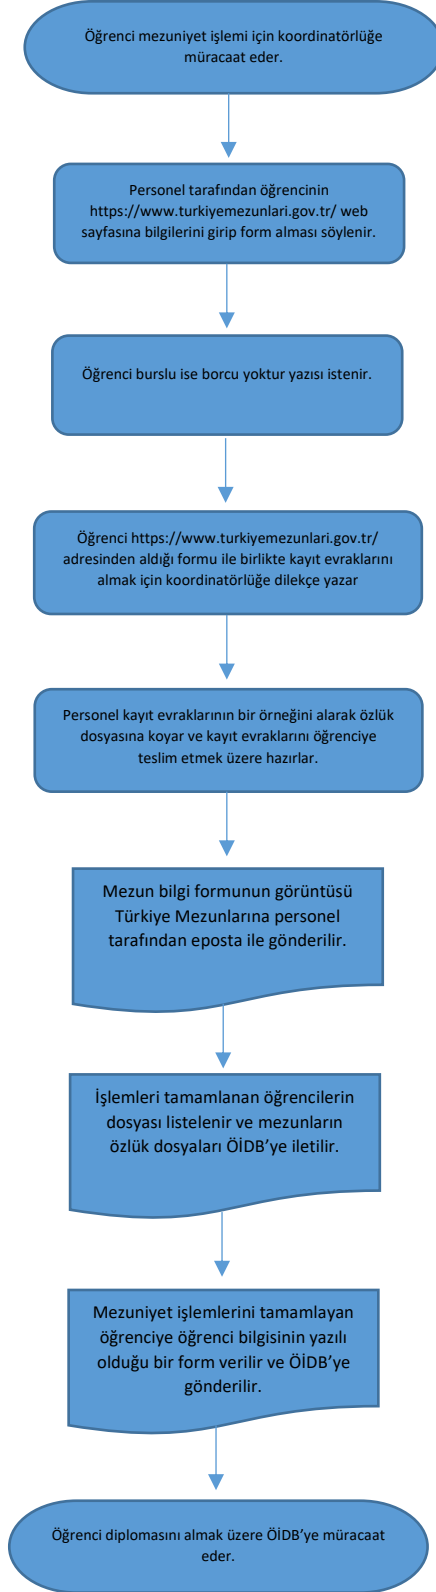 Öğrenci mezuniyet işlemi için koordinatörlüğe
müracaat eder.
Personel tarafından öğrencinin
https://www.turkiyemezunlari.gov.tr/ web
sayfasına bilgilerini girip form alması söylenir.
Öğrenci burslu ise borcu yoktur yazısı istenir.
Öğrenci https://www.turkiyemezunlari.gov.tr/
adresinden aldığı formu ile birlikte kayıt evraklarını
almak için koordinatörlüğe dilekçe yazar
Personel kayıt evraklarının bir örneğini alarak özlük
dosyasına koyar ve kayıt evraklarını öğrenciye
teslim etmek üzere hazırlar.
Mezun bilgi formunun görüntüsü
Türkiye Mezunlarına personel
tarafından eposta ile gönderilir.
İşlemleri tamamlanan öğrencilerin
dosyası listelenir ve mezunların
özlük dosyaları ÖİDB’ye iletilir.
Mezuniyet işlemlerini tamamlayan
öğrenciye öğrenci bilgisinin yazılı
olduğu bir form verilir ve ÖİDB’ye
gönderilir.
Öğrenci diplomasını almak üzere ÖİDB’ye müracaat
eder.